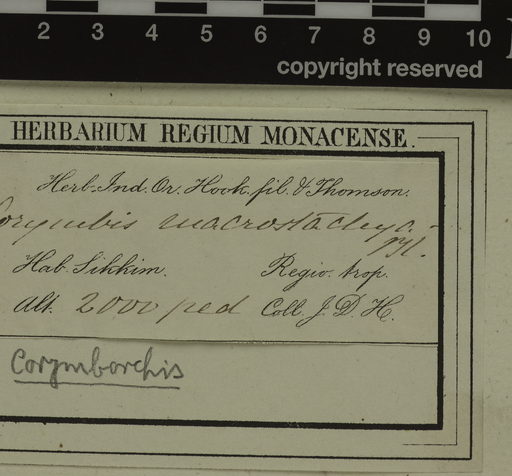 2 3 4 5 6 7 8 9 10
copyright reserved
HERBARIUM REGIUM MONACENSE.
Herb. Ind. Or. Hook. fil. & Thomson.
Corymbis macrostachya.
Bl.
Hab. Sikkim. Regio. trop.
Alt. 2000 ped Coll. J. D. H.
Corymborchis